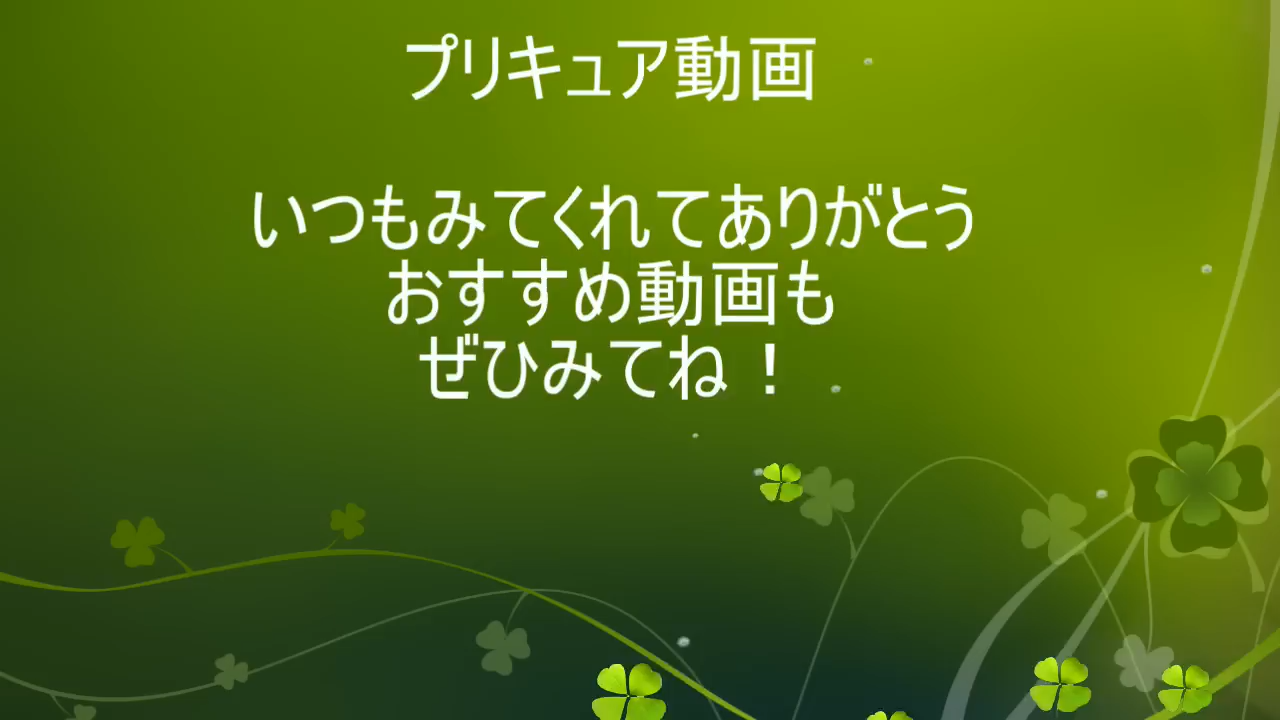 プリキュア動画
いつもみてくれてありがとう
おすすめ動画も
ぜひみてね！